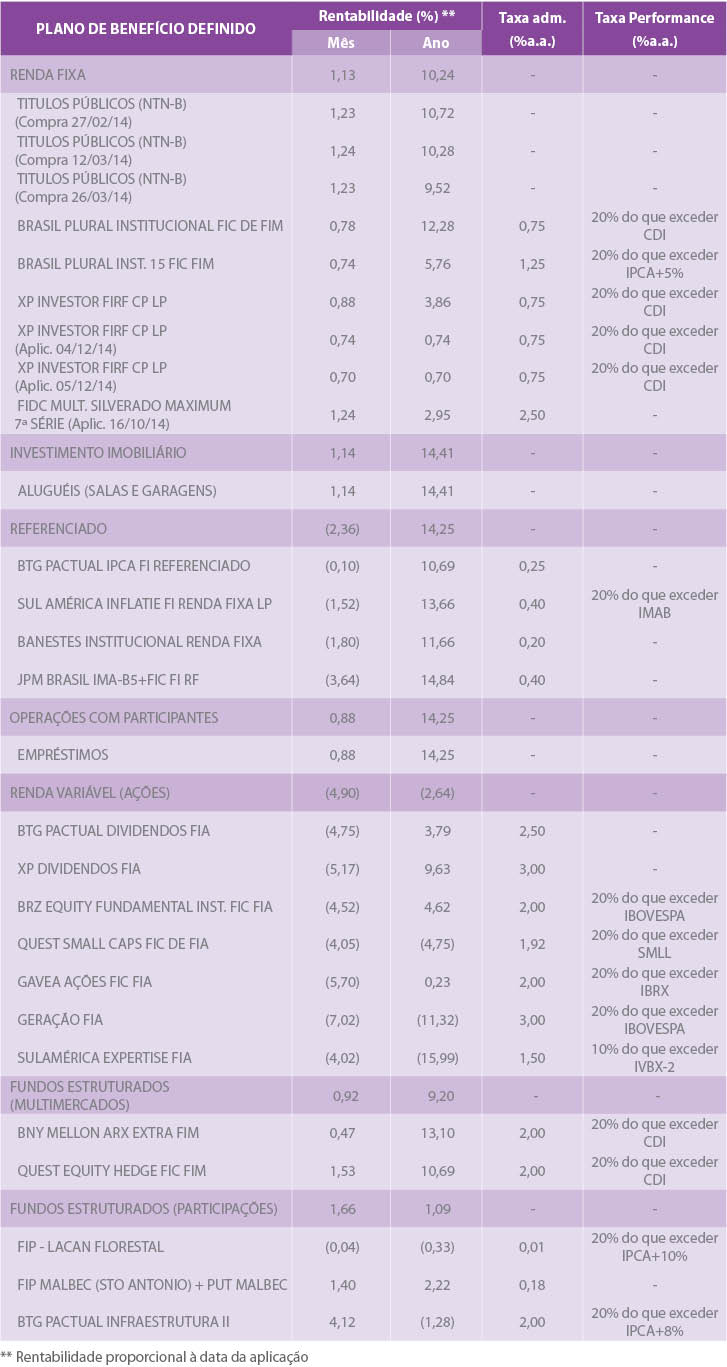 PLANO DE BENEFÍCIO DEFINIDO Rentabilidade (%) ** Taxa adm. (%a.a.) Taxa Performance (%a.a.)
Mês Ano
RENDA FIXA 1,13 10,24 - -
TITULOS PÚBLICOS (NTN-B)
(Compra 27/02/14) 1,23 10,72 - -
TITULOS PÚBLICOS (NTN-B)
(Compra 12/03/14) 1,24 10,28 - -
TITULOS PÚBLICOS (NTN-B)
(Compra 26/03/14) 1,23 9,52 - -
BRASIL PLURAL INSTITUCIONAL FIC DE FIM 0,78 12,28 0,75 20% do que exceder
CDI
BRASIL PLURAL INST. 15 FIC FIM 0,74 5,76 1,25 20% do que exceder
IPCA+5%
XP INVESTOR FIRF CP LP 0,88 3,86 0,75 20% do que exceder
CDI
XP INVESTOR FIRF CP LP
(Aplic. 04/12/14) 0,74 0,74 0,75 20% do que exceder
CDI
XP INVESTOR FIRF CP LP
(Aplic. 05/12/14) 0,70 0,70 0,75 20% do que exceder
CDI
FIDC MULT. SILVERADO MAXIMUM
7ª SÉRIE (Aplic. 16/10/14) 1,24 2,95 2,50 -
INVESTIMENTO IMOBILIÁRIO 1,14 14,41 - -
ALUGUÉIS (SALAS E GARAGENS) 1,14 14,41 - -
REFERENCIADO (2,36) 14,25 - -
BTG PACTUAL IPCA FI REFERENCIADO (0,10) 10,69 0,25 -
SUL AMÉRICA INFLATIE FI RENDA FIXA LP (1,52) 13,66 0,40 20% do que exceder
IMAB
BANESTES INSTITUCIONAL RENDA FIXA (1,80) 11,66 0,20 -
JPM BRASIL IMA-B5+FIC FI RF (3,64) 14,84 0,40 -
OPERAÇÕES COM PARTICIPANTES 0,88 14,25 - -
EMPRÉSTIMOS 0,88 14,25 - -
RENDA VARIÁVEL (AÇÕES) (4,90) (2,64) - -
BTG PACTUAL DIVIDENDOS FIA (4,75) 3,79 2,50 -
XP DIVIDENDOS FIA (5,17) 9,63 3,00 -
BRZ EQUITY FUNDAMENTAL INST. FIC FIA (4,52) 4,62 2,00 20% do que exceder
IBOVESPA
QUEST SMALL CAPS FIC DE FIA (4,05) (4,75) 1,92 20% do que exceder
SMLL
GAVEA AÇÕES FIC FIA (5,70) 0,23 2,00 20% do que exceder
IBRX
GERAÇÃO FIA (7,02) (11,32) 3,00 20% do que exceder
IBOVESPA
SULAMÉRICA EXPERTISE FIA (4,02) (15,99) 1,50 10% do que exceder
IVBX-2
FUNDOS ESTRUTURADOS
(MULTIMERCADOS) 0,92 9,20 - -
BNY MELLON ARX EXTRA FIM 0,47 13,10 2,00 20% do que exceder
CDI
QUEST EQUITY HEDGE FIC FIM 1,53 10,69 2,00 20% do que exceder
CDI
FUNDOS ESTRUTURADOS (PARTICIPAÇÕES) 1,66 1,09 - -
FIP - LACAN FLORESTAL (0,04) (0,33) 0,01 20% do que exceder
IPCA+10%
FIP MALBEC (STO ANTONIO) + PUT MALBEC 1,40 2,22 0,18 -
BTG PACTUAL INFRAESTRUTURA II 4,12 (1,28) 2,00 20% do que exceder
IPCA+8%
** Rentabilidade proporcional à data da aplicação